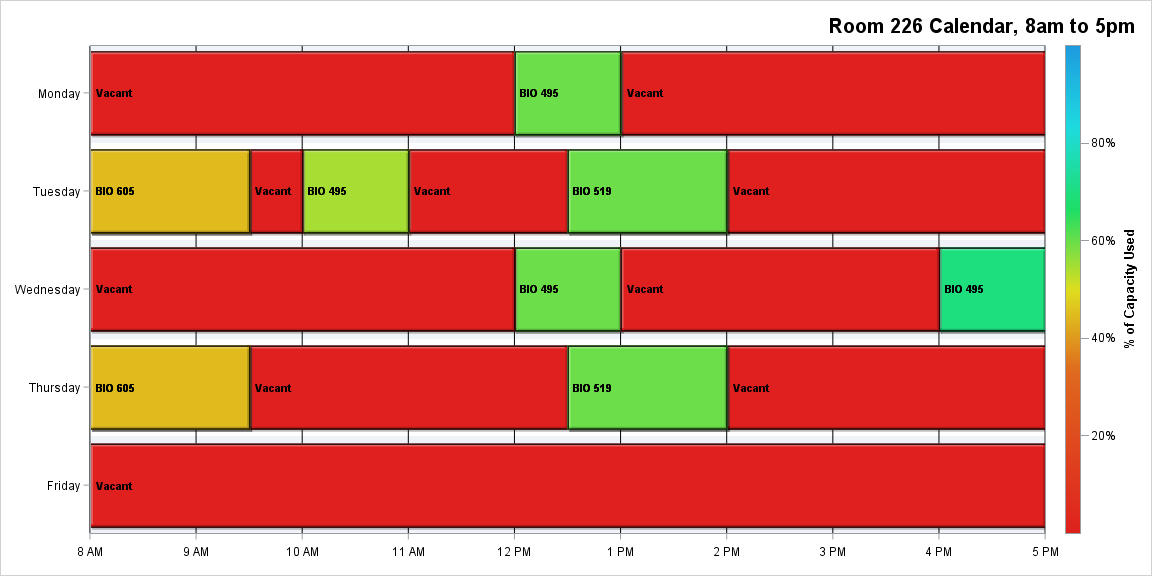 Room 226 Calendar, 8am to 5pm
Monday
Vacant
BIO 495
Vacant
Tuesday
BIO 605
Vacant
BIO 495
Vacant
BIO 519
Vacant
Wednesday
Vacant
BIO 495
Vacant
BIO 495
Thursday
BIO 605
Vacant
BIO 519
Vacant
Friday
Vacant
8 AM
9 AM
10 AM
11 AM
12 PM
1 PM
2 PM
3 PM
4 PM
5 PM
80%
60%
40%
20%
% of Capacity Used